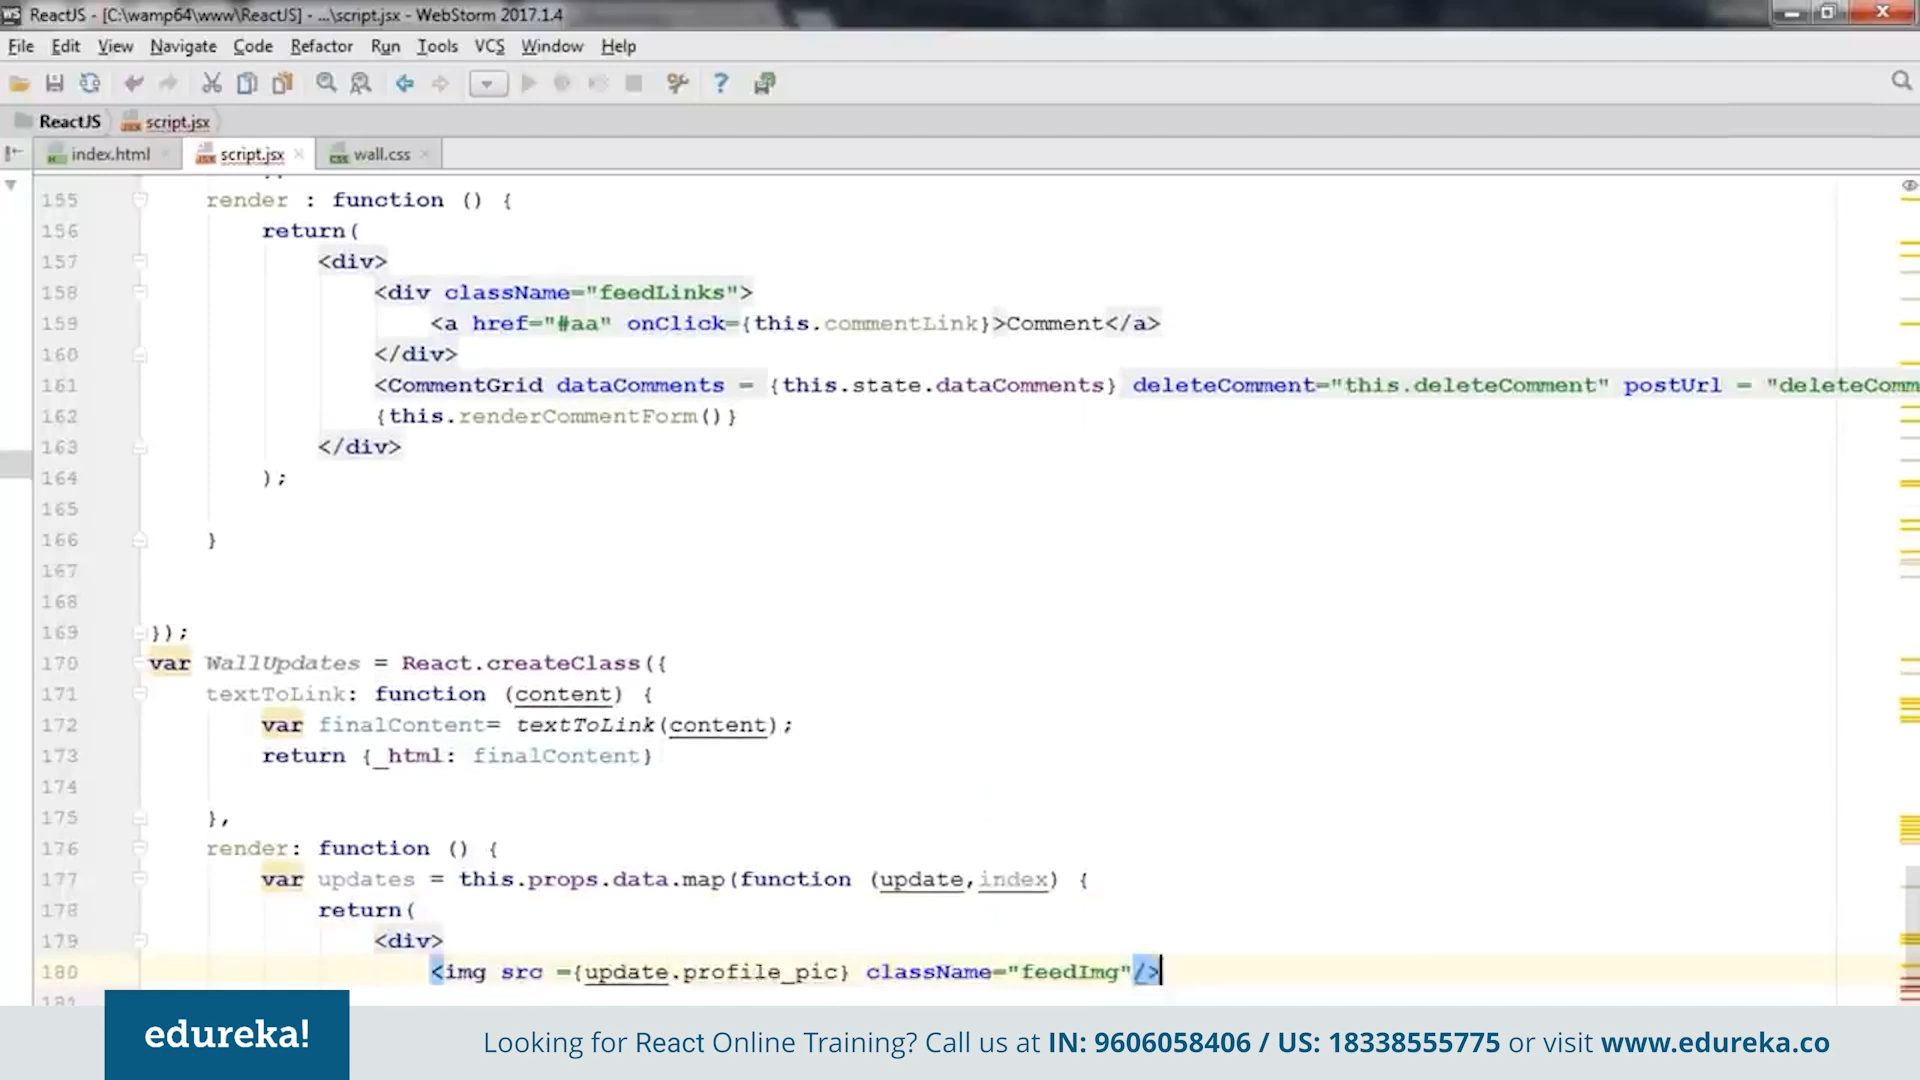 ReactJS - [C:\wamp64\www\ReactJS] - ...\script.jsx - WebStorm 2017.1.4
File Edit View Navigate Code Refactor Run Tools VCS Window Help
ReactJS script.jsx
index.html script.jsx wall.css
155 render : function () {
156 return(
157 <div>
158 <div className="feedLinks">
159 <a href="#aa" onClick={this.commentLink}>Comment</a>
160 </div>
161 <CommentGrid dataComments = {this.state.dataComments} deleteComment="this.deleteComment" postUrl = "deleteComm
162 {this.renderCommentForm()}
163 </div>
164 );
165
166 }
167
168
169 });
170 var WallUpdates = React.createClass({
171 textToLink: function (content) {
172 var finalContent= textToLink(content);
173 return {_html: finalContent}
174
175 },
176 render: function () {
177 var updates = this.props.data.map(function (update,index) {
178 return(
179 <div>
180 <img src ={update.profile_pic} className="feedImg"/>
181
edureka!
Looking for React Online Training? Call us at IN: 9606058406 / US: 18338555775 or visit www.edureka.co